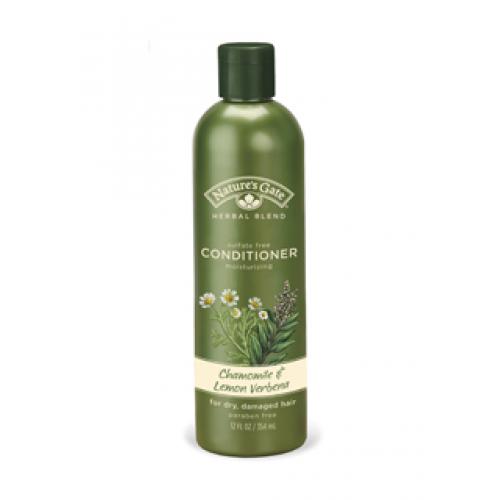 Nature's Gate
HERBAL BLEND
sulfate free
CONDITIONER
moisturizing
Chamomile &
Lemon Verbena
for dry, damaged hair
paraben free
12 FL OZ / 354 mL